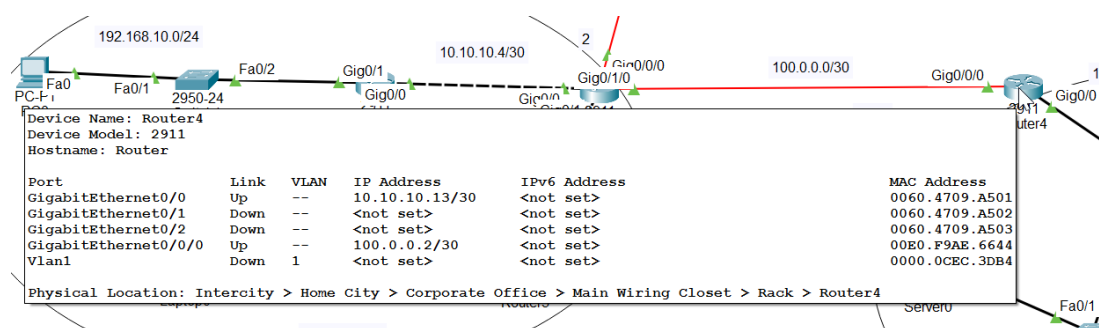 192.168.10.0/24
10.10.10.4/30
2
100.0.0.0/30
Gig0/0/0
Gig0/1/0
Gig0/0/0
1
Fa0
Fa0/1
Fa0/2
Gig0/1
Gig0/0
Gig0/0
2950-24
Device Name: Router4
Device Model: 2911
Hostname: Router
Port Link VLAN IP Address IPv6 Address MAC Address
GigabitEthernet0/0 Up -- 10.10.10.13/30 <not set> 0060.4709.A501
GigabitEthernet0/1 Down -- <not set> <not set> 0060.4709.A502
GigabitEthernet0/2 Down -- <not set> <not set> 0060.4709.A503
GigabitEthernet0/0/0 Up -- 100.0.0.2/30 <not set> 00E0.F9AE.6644
Vlan1 Down 1 <not set> <not set> 0000.0CEC.3DB4
Physical Location: Intercity > Home City > Corporate Office > Main Wiring Closet > Rack > Router4
Server0
Fa0/1